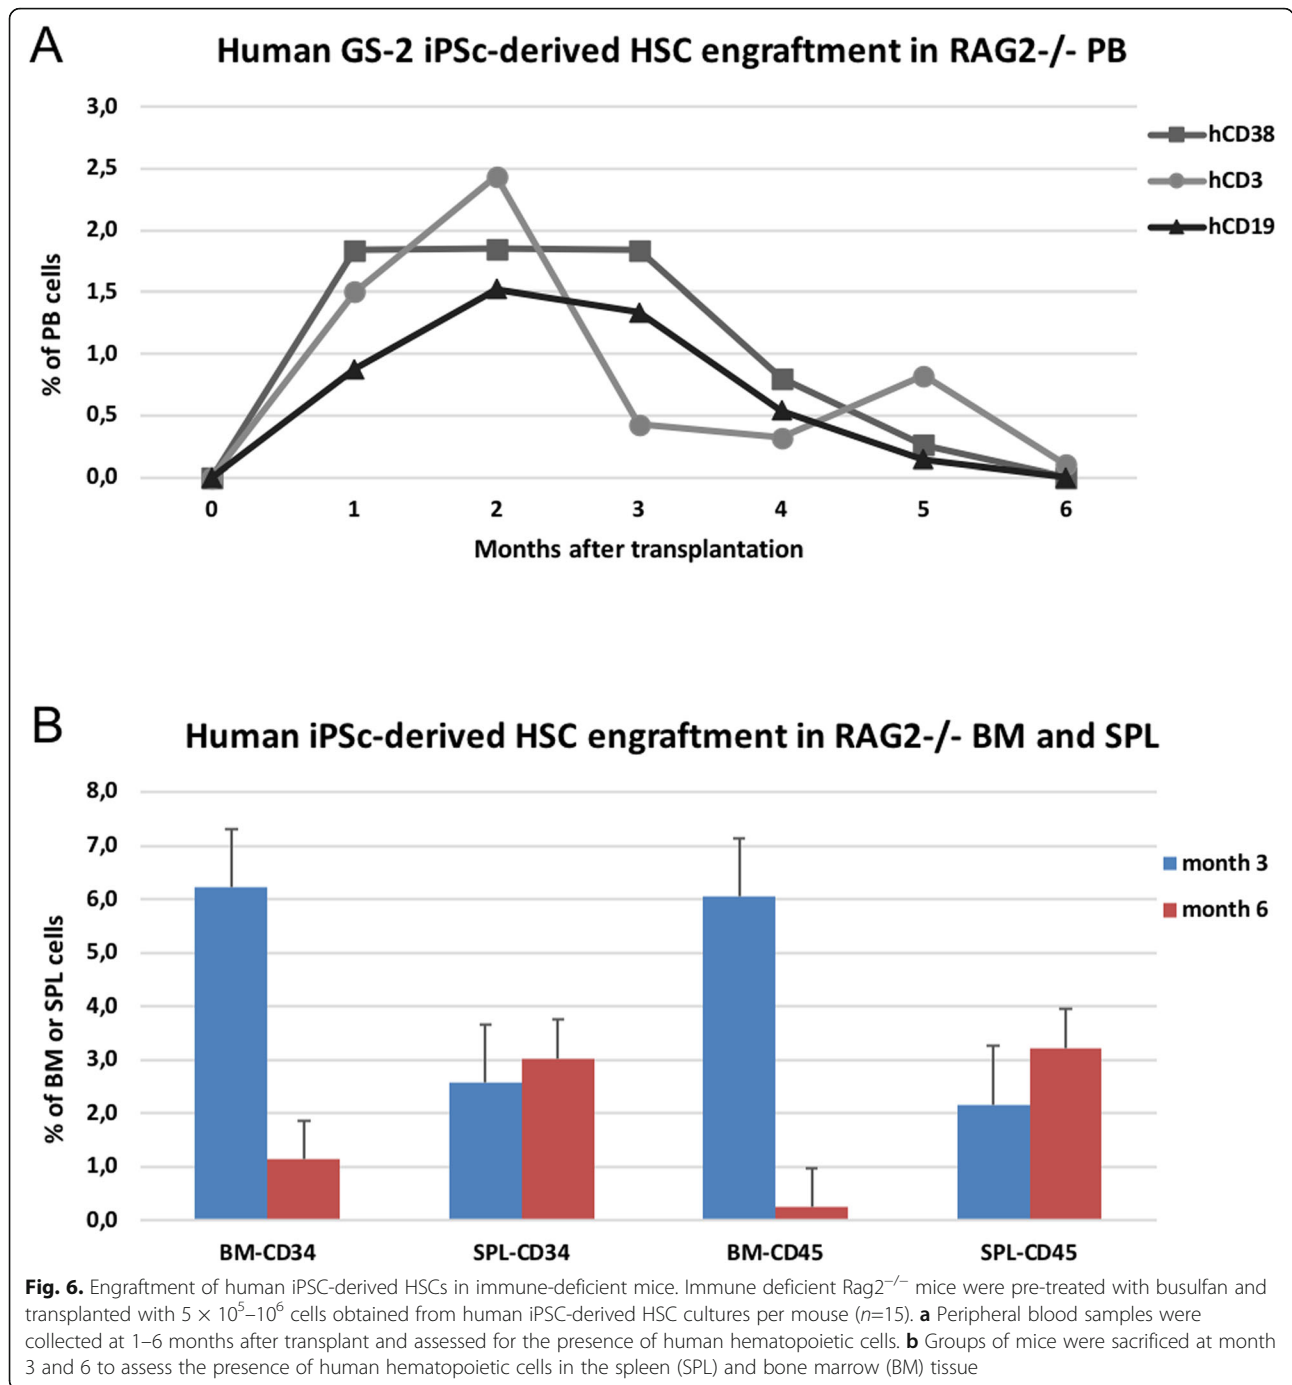 A
Human GS-2 iPSc-derived HSC engraftment in RAG2-/- PB
3,0
2,5
2,0
1,5
1,0
0,5
0,0
% of PB cells
0 1 2 3 4 5 6
Months after transplantation
hCD38
hCD3
hCD19
B
Human iPSc-derived HSC engraftment in RAG2-/- BM and SPL
8,0
7,0
6,0
5,0
4,0
3,0
2,0
1,0
0,0
% of BM or SPL cells
BM-CD34 SPL-CD34 BM-CD45 SPL-CD45
month 3
month 6
Fig. 6. Engraftment of human iPSC-derived HSCs in immune-deficient mice. Immune deficient Rag2⁻/⁻ mice were pre-treated with busulfan and
transplanted with 5 × 10⁵–10⁶ cells obtained from human iPSC-derived HSC cultures per mouse (n=15). a Peripheral blood samples were
collected at 1–6 months after transplant and assessed for the presence of human hematopoietic cells. b Groups of mice were sacrificed at month
3 and 6 to assess the presence of human hematopoietic cells in the spleen (SPL) and bone marrow (BM) tissue